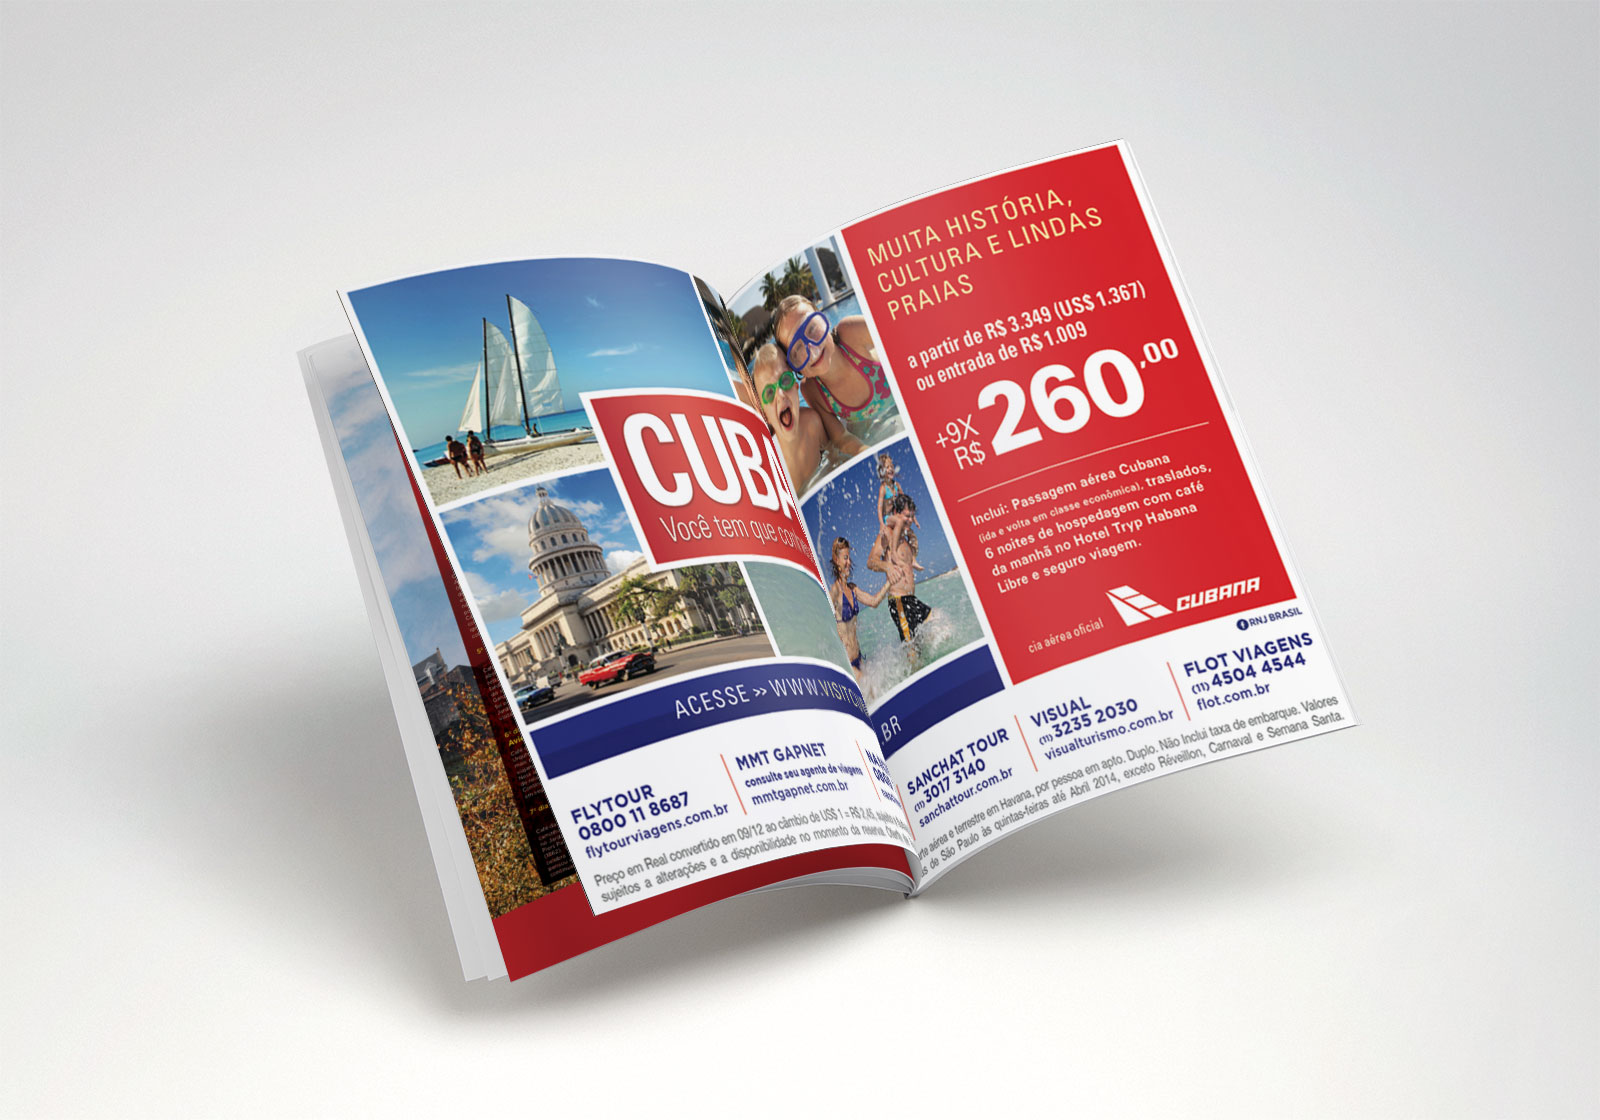 CUBA
Você tem que
ACESSE » WWW.
.BR
FLYTOUR
0800 11 8687
flytourviagens.com.br
MMT GAPNET
consulte seu agente de viagens
mmtgapnet.com.br
Preço em Real convertido em 09/12 ao câmbio de US$ 1 = R$ 2,45,
sujeitos a alterações e a disponibilidade no momento da reserva.
MUITA HISTÓRIA,
CULTURA E LINDAS
PRAIAS
a partir de R$ 3.349 (US$ 1.367)
ou entrada de R$ 1.009
+9X
R$ 260,00
Inclui: Passagem aérea Cubana
(ida e volta em classe econômica), traslados,
6 noites de hospedagem com café
da manhã no Hotel Tryp Habana
Libre e seguro viagem.
cia aérea oficial CUBANA
f RNJ BRASIL
SANCHAT TOUR
(11) 3017 3140
sanchattour.com.br
VISUAL
(11) 3235 2030
visualturismo.com.br
FLOT VIAGENS
(11) 4504 4544
flot.com.br
aérea e terrestre em Havana, por pessoa em apto. Duplo. Não Inclui taxa de embarque. Valores
de São Paulo às quintas-feiras até Abril 2014, exceto Réveillon, Carnaval e Semana Santa.